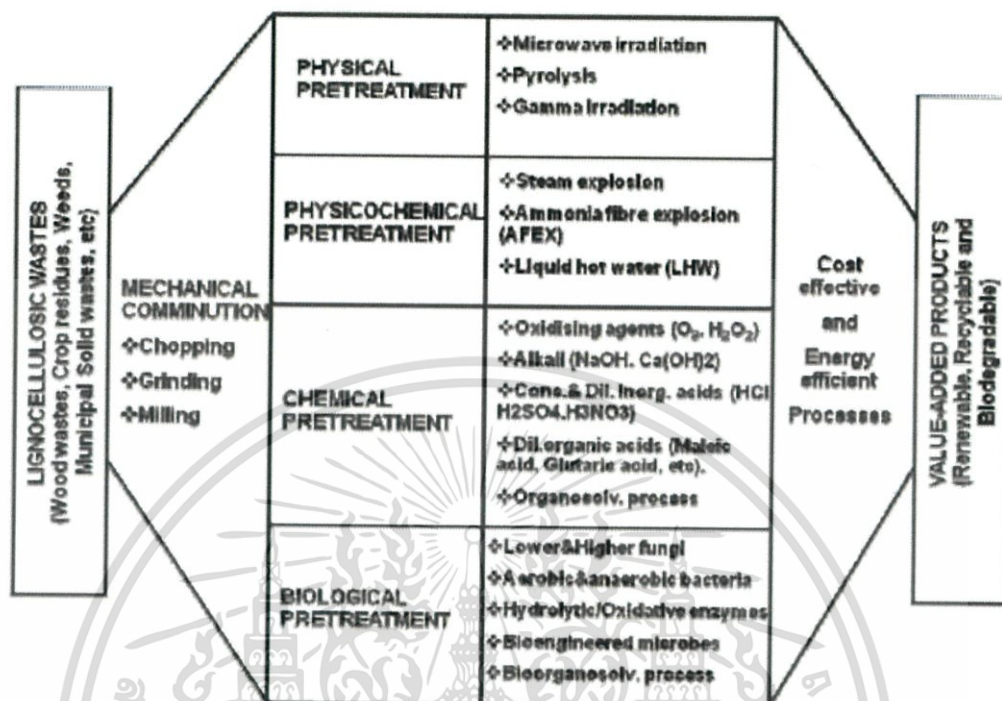 LIGNOCELLULOSIC WASTES
(Wood wastes, Crop residues, Weeds,
Municipal Solid wastes, etc)
MECHANICAL
COMMINUTION
❖Chopping
❖Grinding
❖Milling
PHYSICAL
PRETREATMENT
❖Microwave irradiation
❖Pyrolysis
❖Gamma irradiation
PHYSICOCHEMICAL
PRETREATMENT
❖Steam explosion
❖Ammonia fibre explosion
(AFEX)
❖Liquid hot water (LHW)
CHEMICAL
PRETREATMENT
❖Oxidising agents (O₃, H₂O₂)
❖Alkali (NaOH, Ca(OH)2)
❖Conc.& Dil. Inorg. acids (HCl
H2SO4,H3NO3)
❖Dil.organic acids (Maleic
acid, Glutaric acid, etc).
❖Organosolv. process
BIOLOGICAL
PRETREATMENT
❖Lower&Higher fungi
❖Aerobic&anaerobic bacteria
❖Hydrolytic/Oxidative enzymes
❖Bioengineered microbes
❖Bioorganosolv. process
Cost
effective
and
Energy
efficient
Processes
VALUE-ADDED PRODUCTS
(Renewable, Recyclable and
Biodegradable)